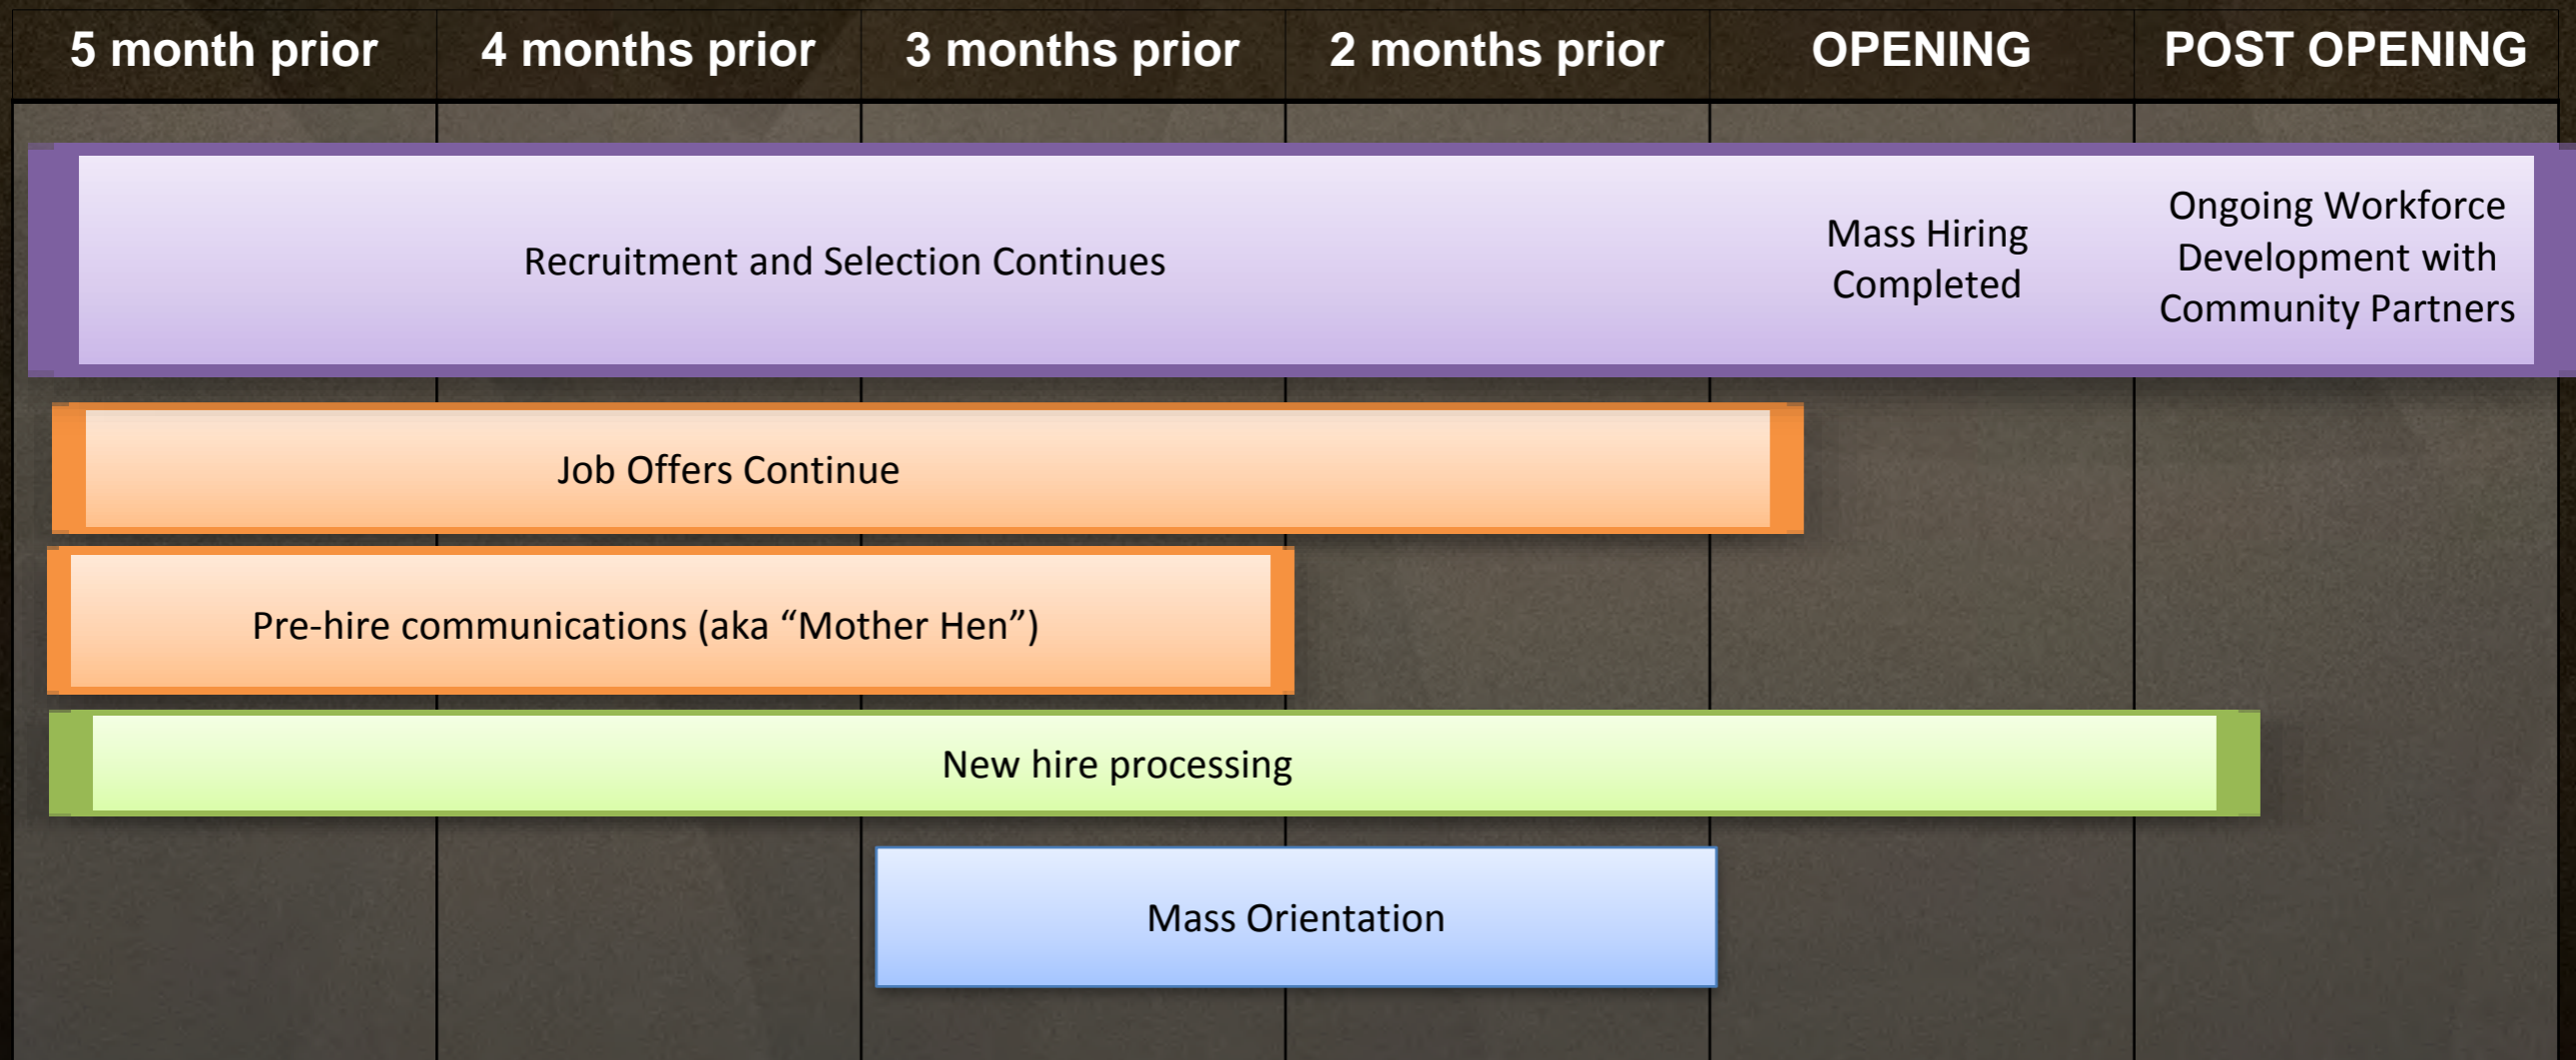 5 month prior
4 months prior
3 months prior
2 months prior
OPENING
POST OPENING
Recruitment and Selection Continues
Mass Hiring
Completed
Ongoing Workforce
Development with
Community Partners
Job Offers Continue
Pre-hire communications (aka “Mother Hen”)
New hire processing
Mass Orientation